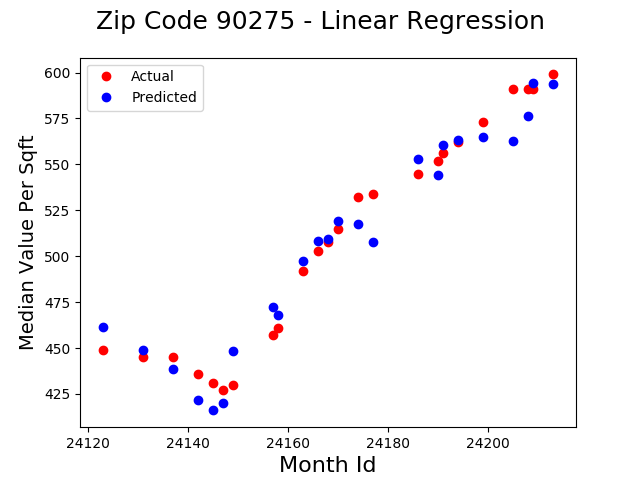 Zip Code 90275 - Linear Regression
Actual
Predicted
Median Value Per Sqft
600
575
550
525
500
475
450
425
24120 24140 24160 24180 24200
Month Id